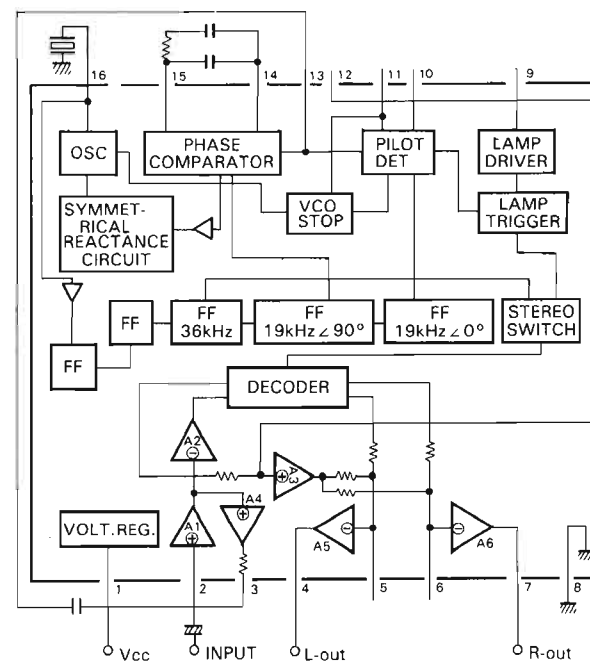 16 15 14 13 12 11 10 9
OSC
PHASE
COMPARATOR
PILOT
DET
LAMP
DRIVER
SYMMET-
RICAL
REACTANCE
CIRCUIT
VCO
STOP
LAMP
TRIGGER
FF
FF
FF
36kHz
FF
19kHz∠90°
FF
19kHz∠0°
STEREO
SWITCH
DECODER
A2 ⊖
A3 ⊕
A4 ⊕
VOLT.REG.
A1 ⊕
A5 ⊖
A6 ⊖
1 2 3 4 5 6 7 8
Vcc INPUT L-out R-out